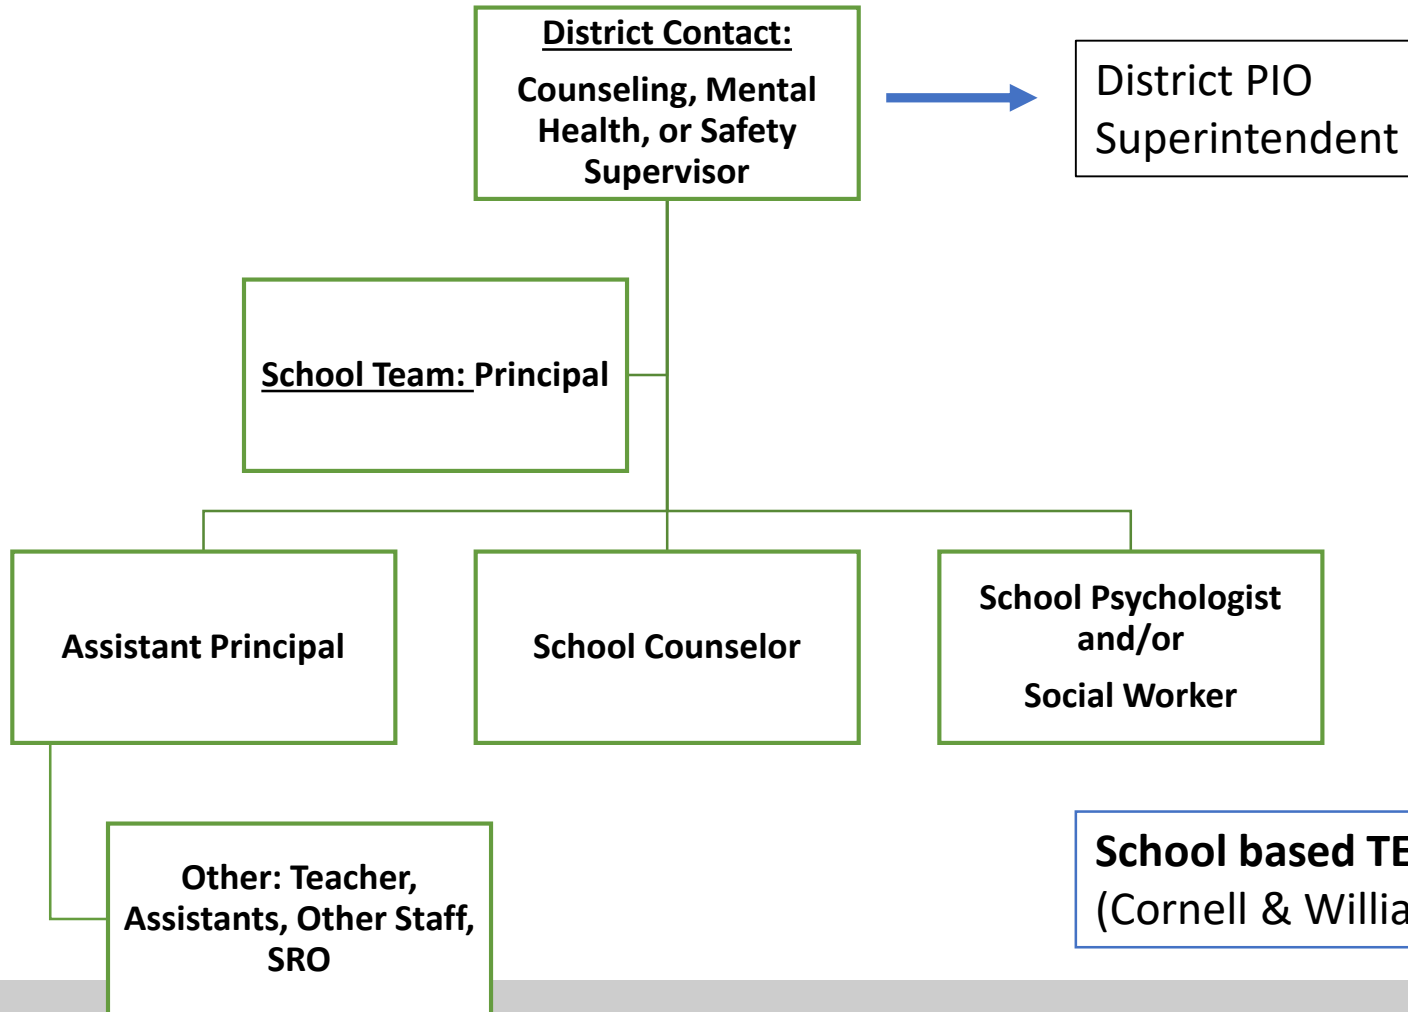 District Contact:
Counseling, Mental
Health, or Safety
Supervisor
District PIO
Superintendent
School Team: Principal
Assistant Principal
School Counselor
School Psychologist
and/or
Social Worker
Other: Teacher,
Assistants, Other Staff,
SRO
School based
(Cornell &